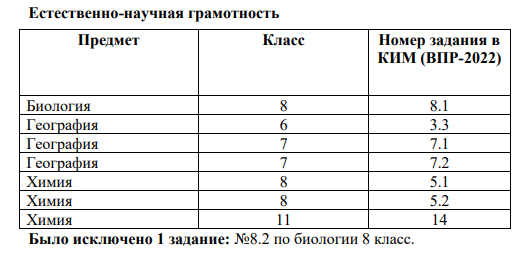 Естественно-научная грамотность
Предмет Класс Номер задания в
КИМ (ВПР-2022)
Биология 8 8.1
География 6 3.3
География 7 7.1
География 7 7.2
Химия 8 5.1
Химия 8 5.2
Химия 11 14
Было исключено 1 задание: №8.2 по биологии 8 класс.